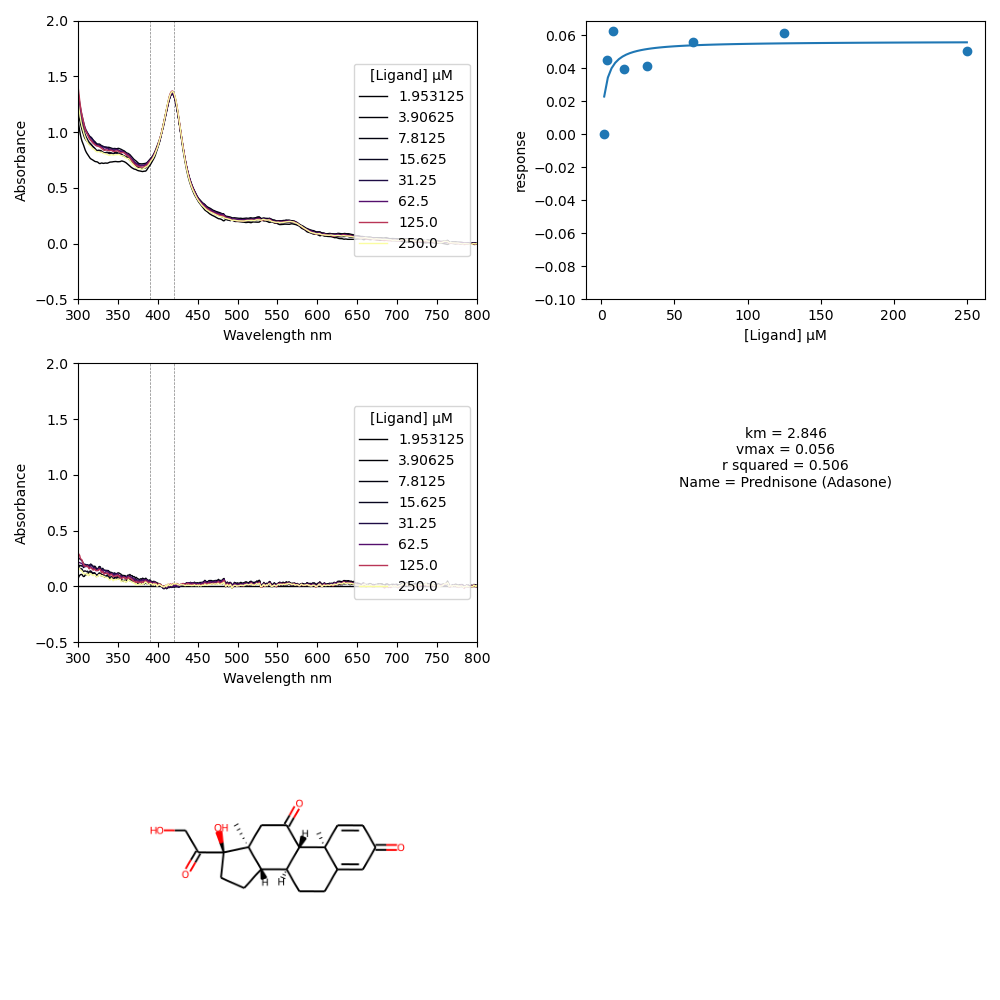 2.0
1.5
1.0
0.5
0.0
−0.5
Absorbance
300 350 400 450 500 550 600 650 700 750 800
Wavelength nm
[Ligand] µM
1.953125
3.90625
7.8125
15.625
31.25
62.5
125.0
250.0
0.06
0.04
0.02
0.00
−0.02
−0.04
−0.06
−0.08
−0.10
response
0 50 100 150 200 250
[Ligand] µM
2.0
1.5
1.0
0.5
0.0
−0.5
Absorbance
300 350 400 450 500 550 600 650 700 750 800
Wavelength nm
[Ligand] µM
1.953125
3.90625
7.8125
15.625
31.25
62.5
125.0
250.0
km = 2.846
vmax = 0.056
r squared = 0.506
Name = Prednisone (Adasone)
O
HO
OH
H
O
O
H
H